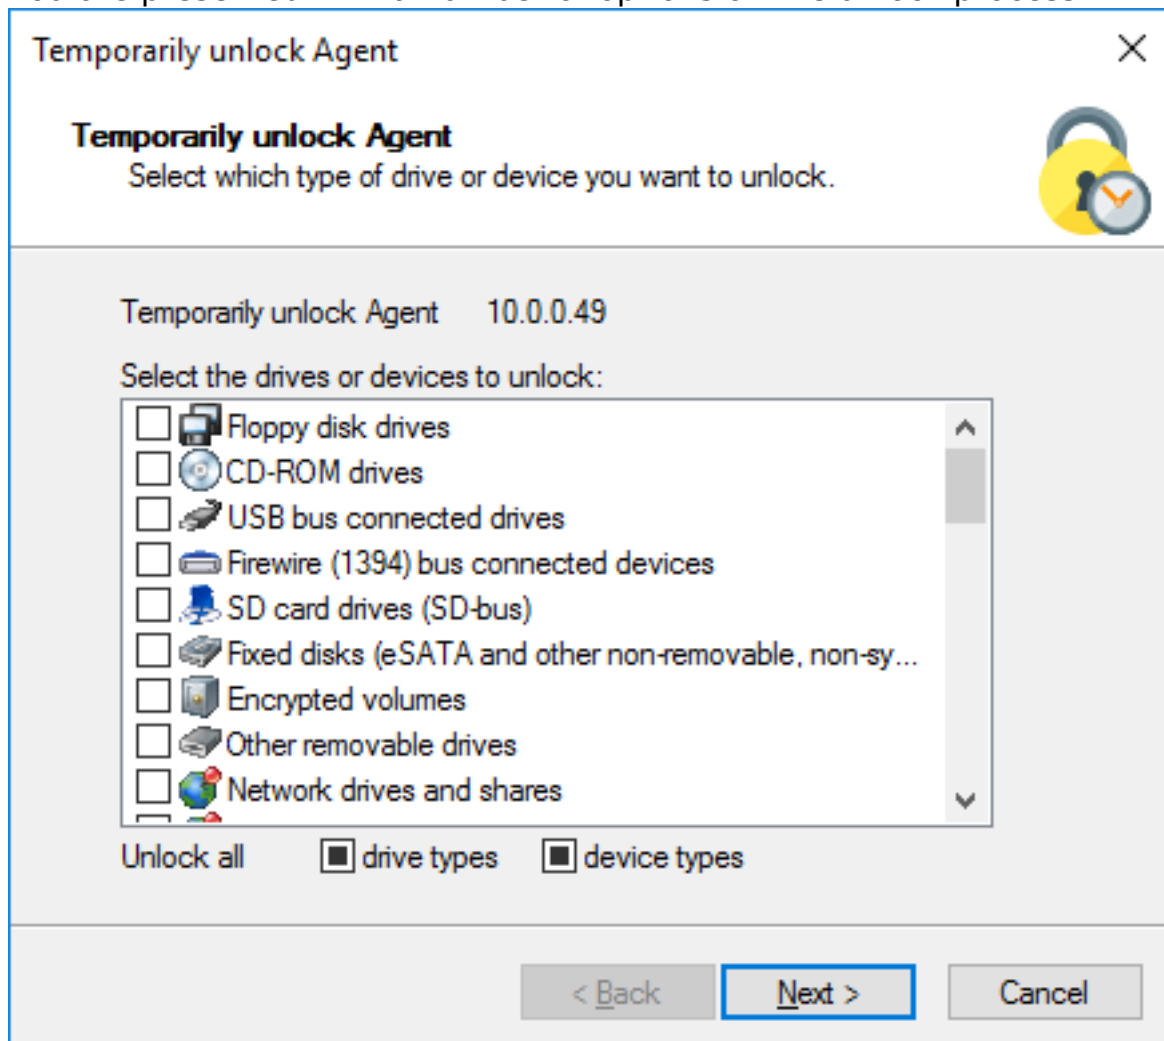 Temporarily unlock Agent
Temporarily unlock Agent
Select which type of drive or device you want to unlock.
Temporarily unlock Agent 10.0.0.49
Select the drives or devices to unlock:
Floppy disk drives
CD-ROM drives
USB bus connected drives
Firewire (1394) bus connected devices
SD card drives (SD-bus)
Fixed disks (eSATA and other non-removable, non-sy...
Encrypted volumes
Other removable drives
Network drives and shares
Unlock all drive types device types
< Back Next > Cancel